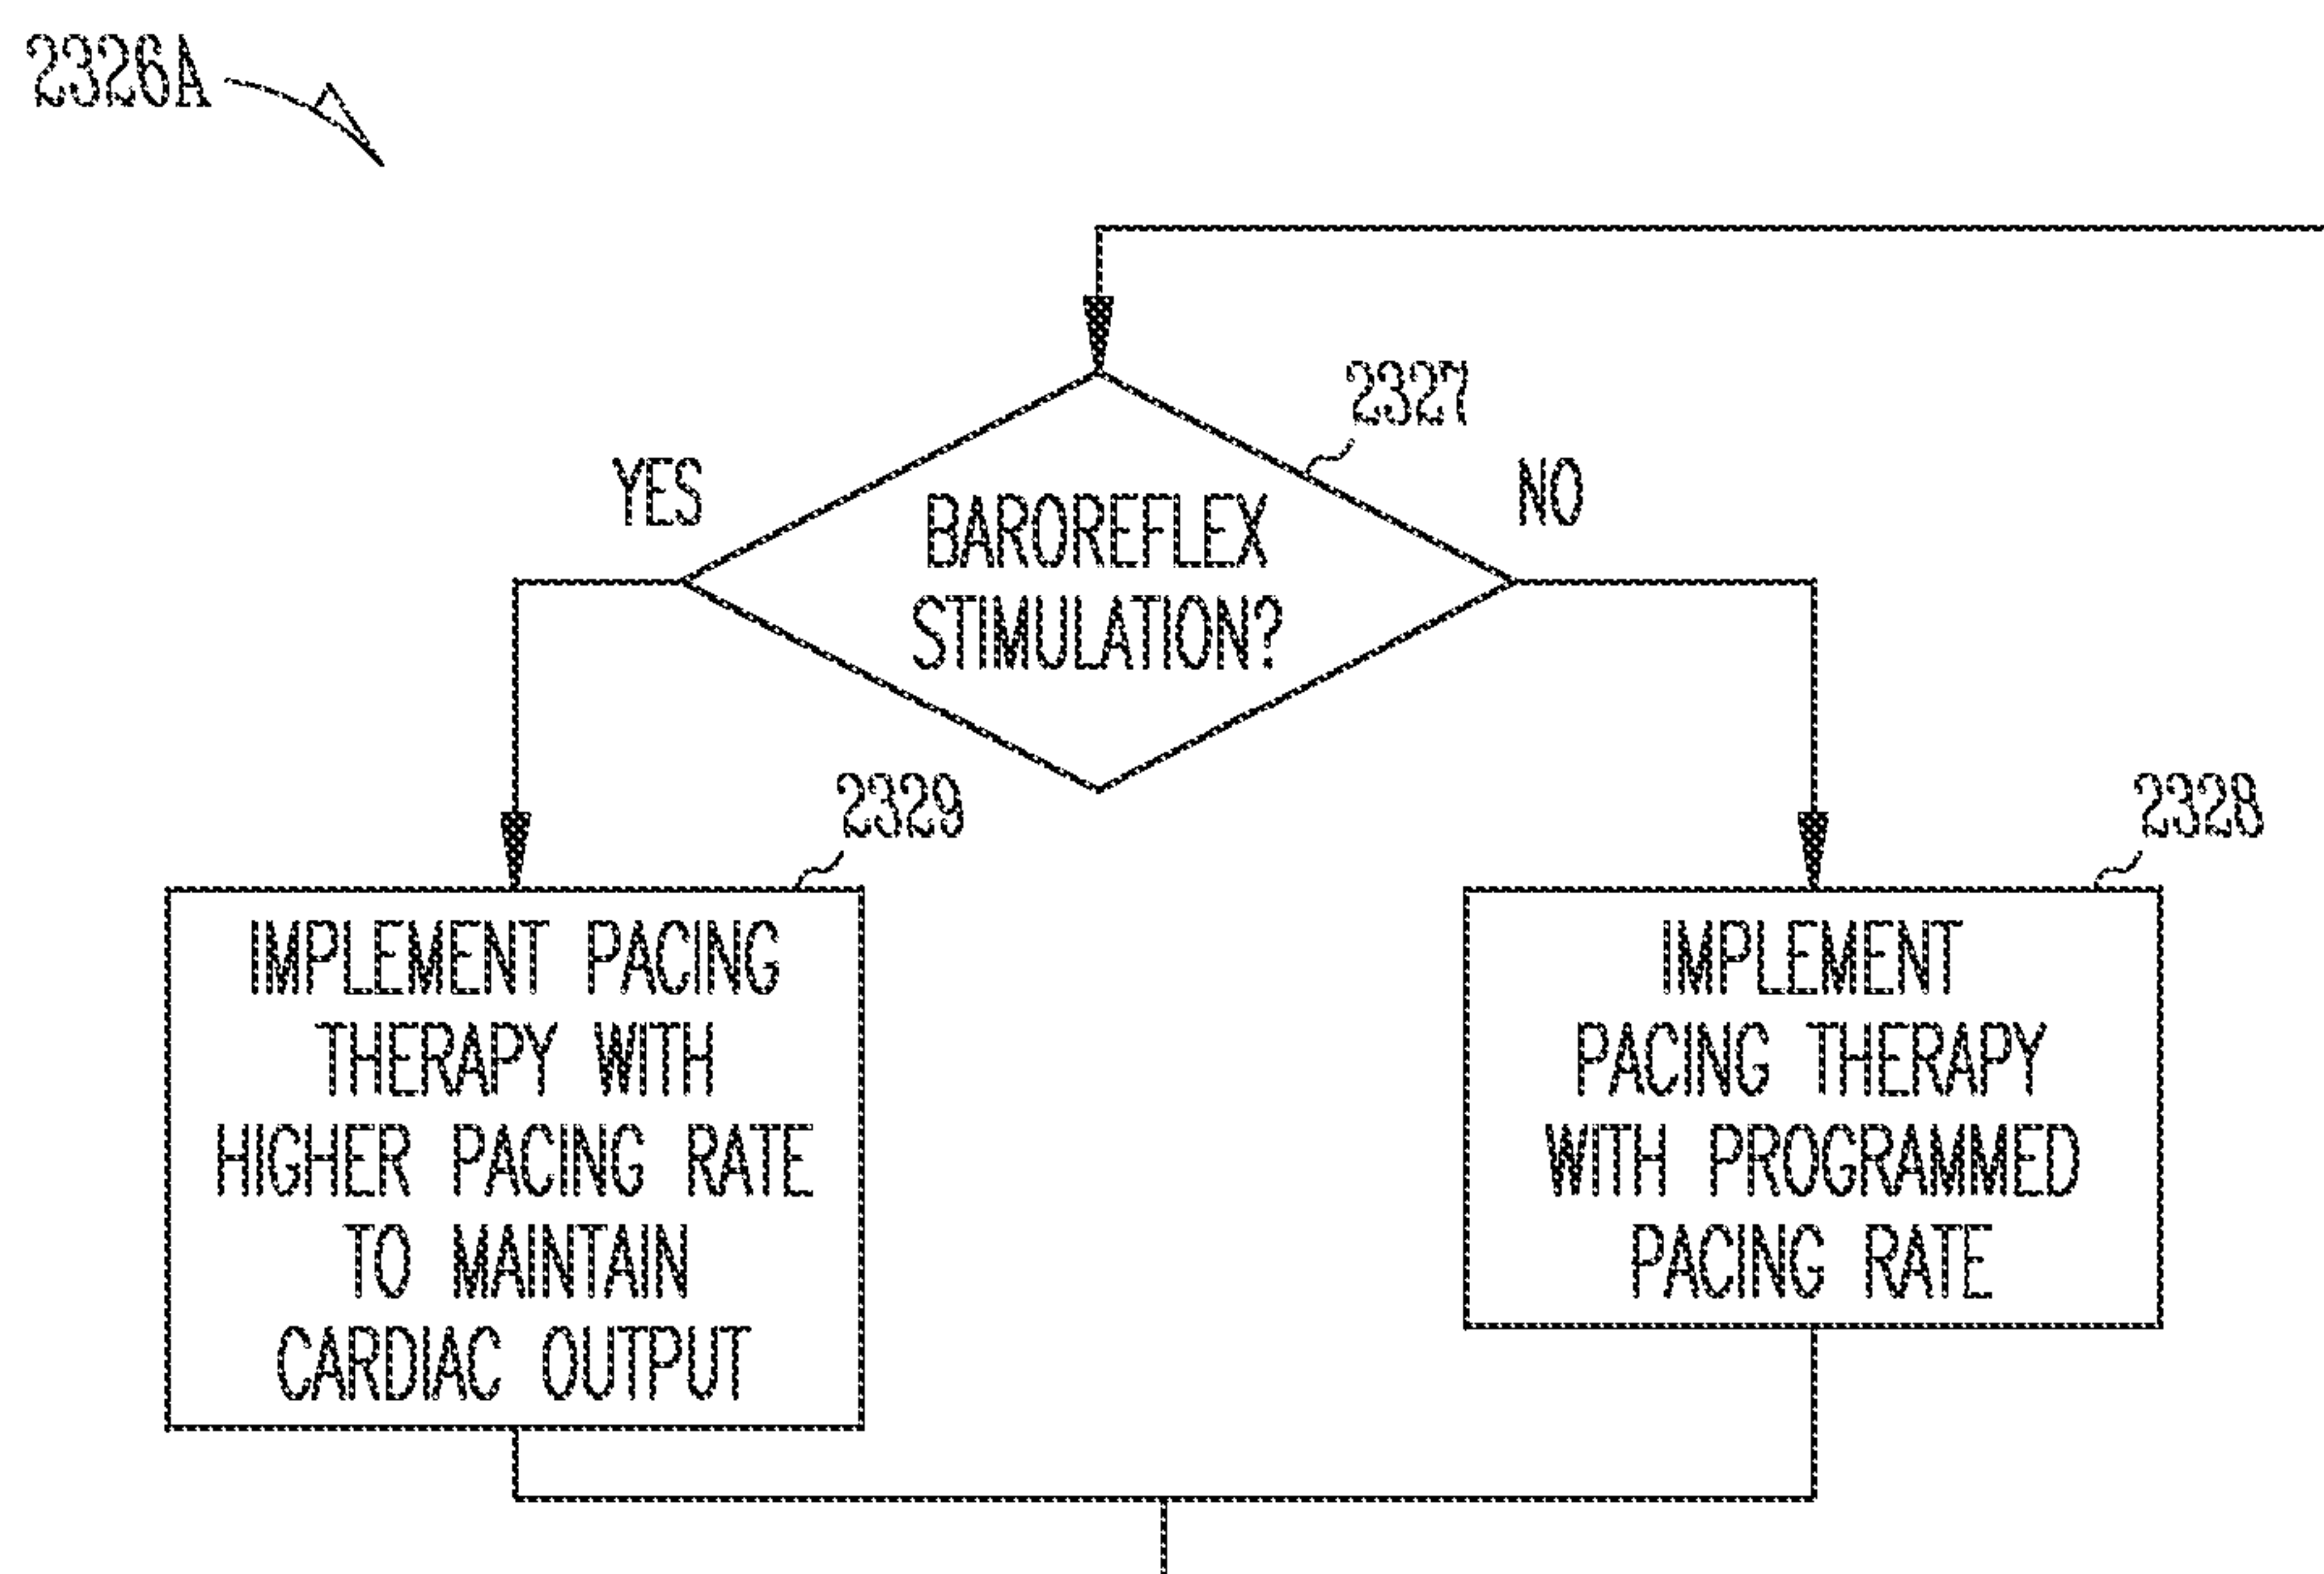 2326A
2327
YES
NO
BAROREFLEX
STIMULATION?
2329
2328
IMPLEMENT PACING
THERAPY WITH
HIGHER PACING RATE
TO MAINTAIN
CARDIAC OUTPUT
IMPLEMENT
PACING THERAPY
WITH PROGRAMMED
PACING RATE